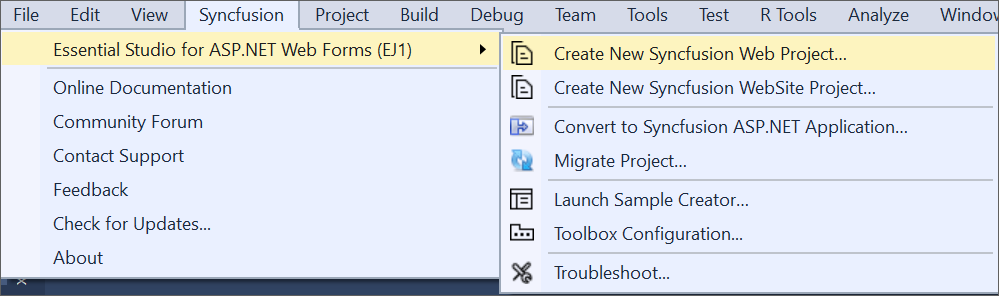 File Edit View Syncfusion Project Build Debug Team Tools Test R Tools Analyze Window
Essential Studio for ASP.NET Web Forms (EJ1)
Online Documentation
Community Forum
Contact Support
Feedback
Check for Updates...
About
Create New Syncfusion Web Project...
Create New Syncfusion WebSite Project...
Convert to Syncfusion ASP.NET Application...
Migrate Project...
Launch Sample Creator...
Toolbox Configuration...
Troubleshoot...